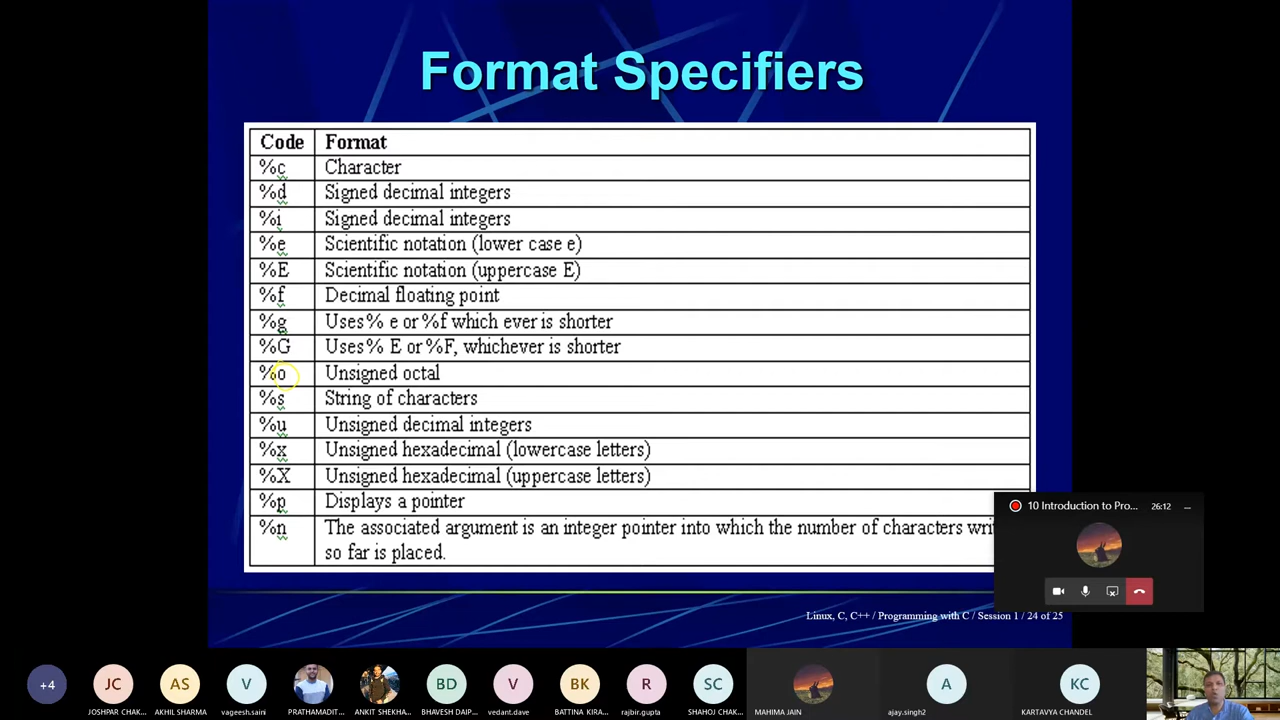 Format Specifiers
Code Format
%c Character
%d Signed decimal integers
%i Signed decimal integers
%e Scientific notation (lower case e)
%E Scientific notation (uppercase E)
%f Decimal floating point
%g Uses% e or %f which ever is shorter
%G Uses% E or %F, whichever is shorter
%o Unsigned octal
%s String of characters
%u Unsigned decimal integers
%x Unsigned hexadecimal (lowercase letters)
%X Unsigned hexadecimal (uppercase letters)
%p Displays a pointer
%n The associated argument is an integer pointer into which the number of characters
so far is placed.
10 Introduction to Pro... 26:12
Linux, C, C++ / Programming with C / Session 1 / 24 of 25
+4 JC AS V BD V BK R SC A KC
JOSHPAR CHAK... AKHIL SHARMA vageesh.saini PRATHAMADIT... ANKIT SHEKHA... BHAVESH DAIP... vedant.dave BATTINA KIRA... rajbir.gupta SHAHOJ CHAK... MAHIMA JAIN ajay.singh2 KARTAVYA CHANDEL